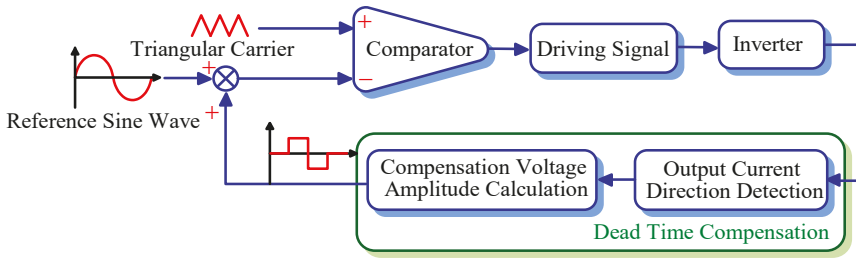 Triangular Carrier
+
Comparator
−
Driving Signal
Inverter
+
Reference Sine Wave
+
Compensation Voltage
Amplitude Calculation
Output Current
Direction Detection
Dead Time Compensation